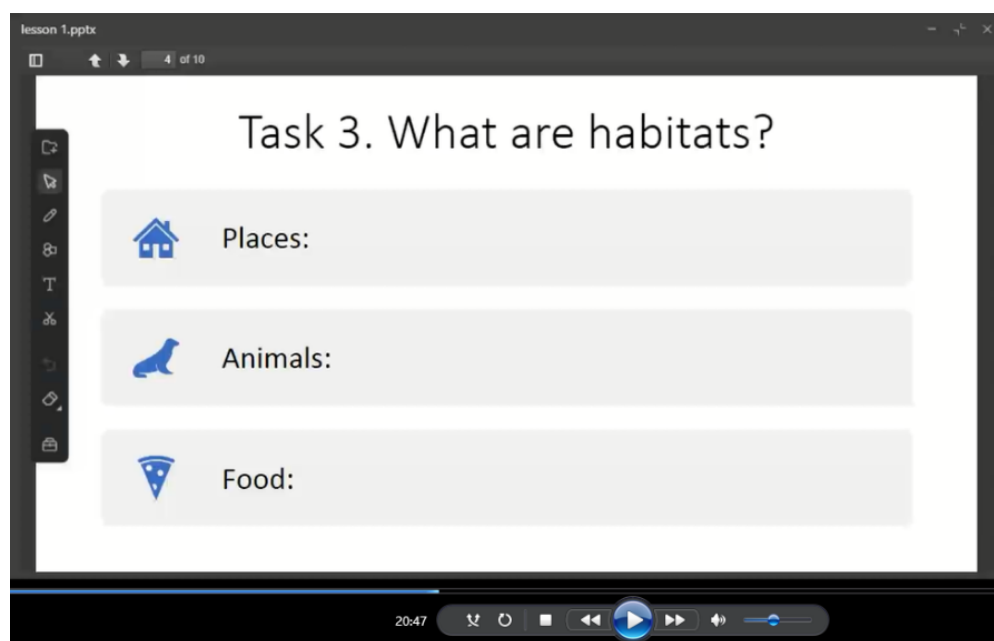 lesson 1.pptx
4 of 10
Task 3. What are habitats?
Places:
T
Animals:
Food:
20:47